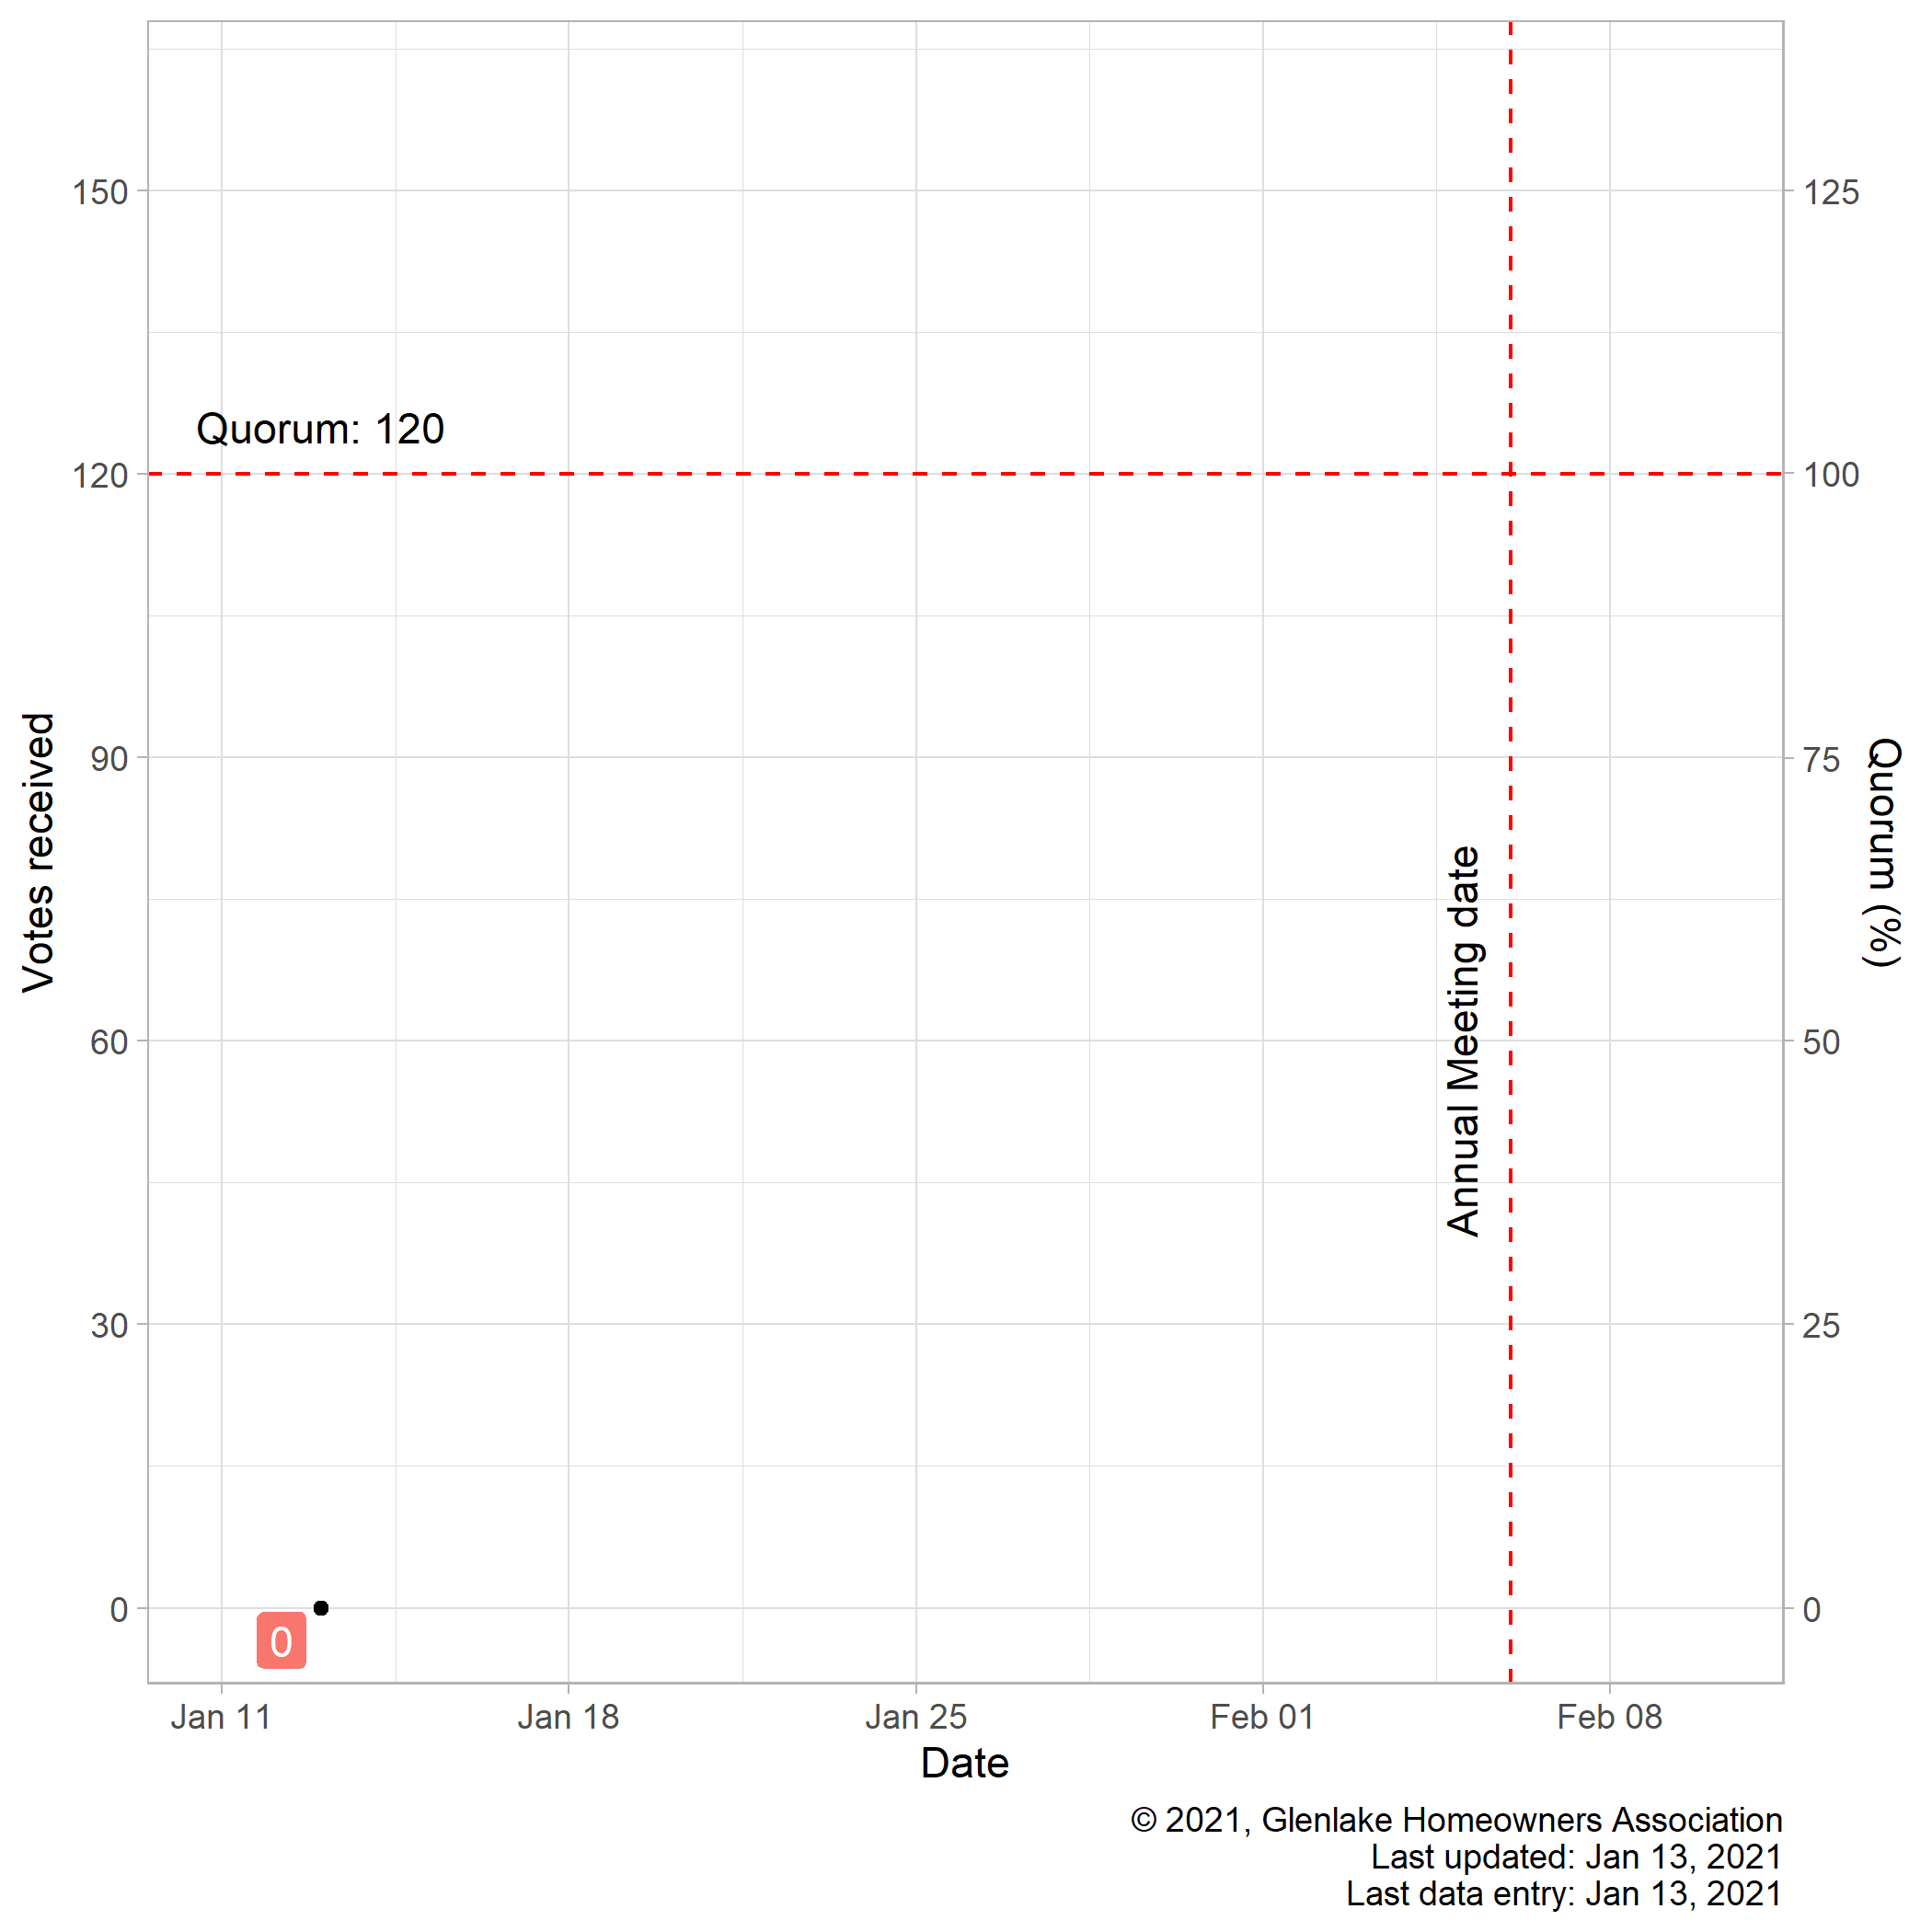 150
125
Quorum: 120
120
100
90
75
Votes received
Quorum (%)
Annual Meeting date
60
50
30
25
0
0
0
Jan 11
Jan 18
Jan 25
Feb 01
Feb 08
Date
© 2021, Glenlake Homeowners Association
Last updated: Jan 13, 2021
Last data entry: Jan 13, 2021